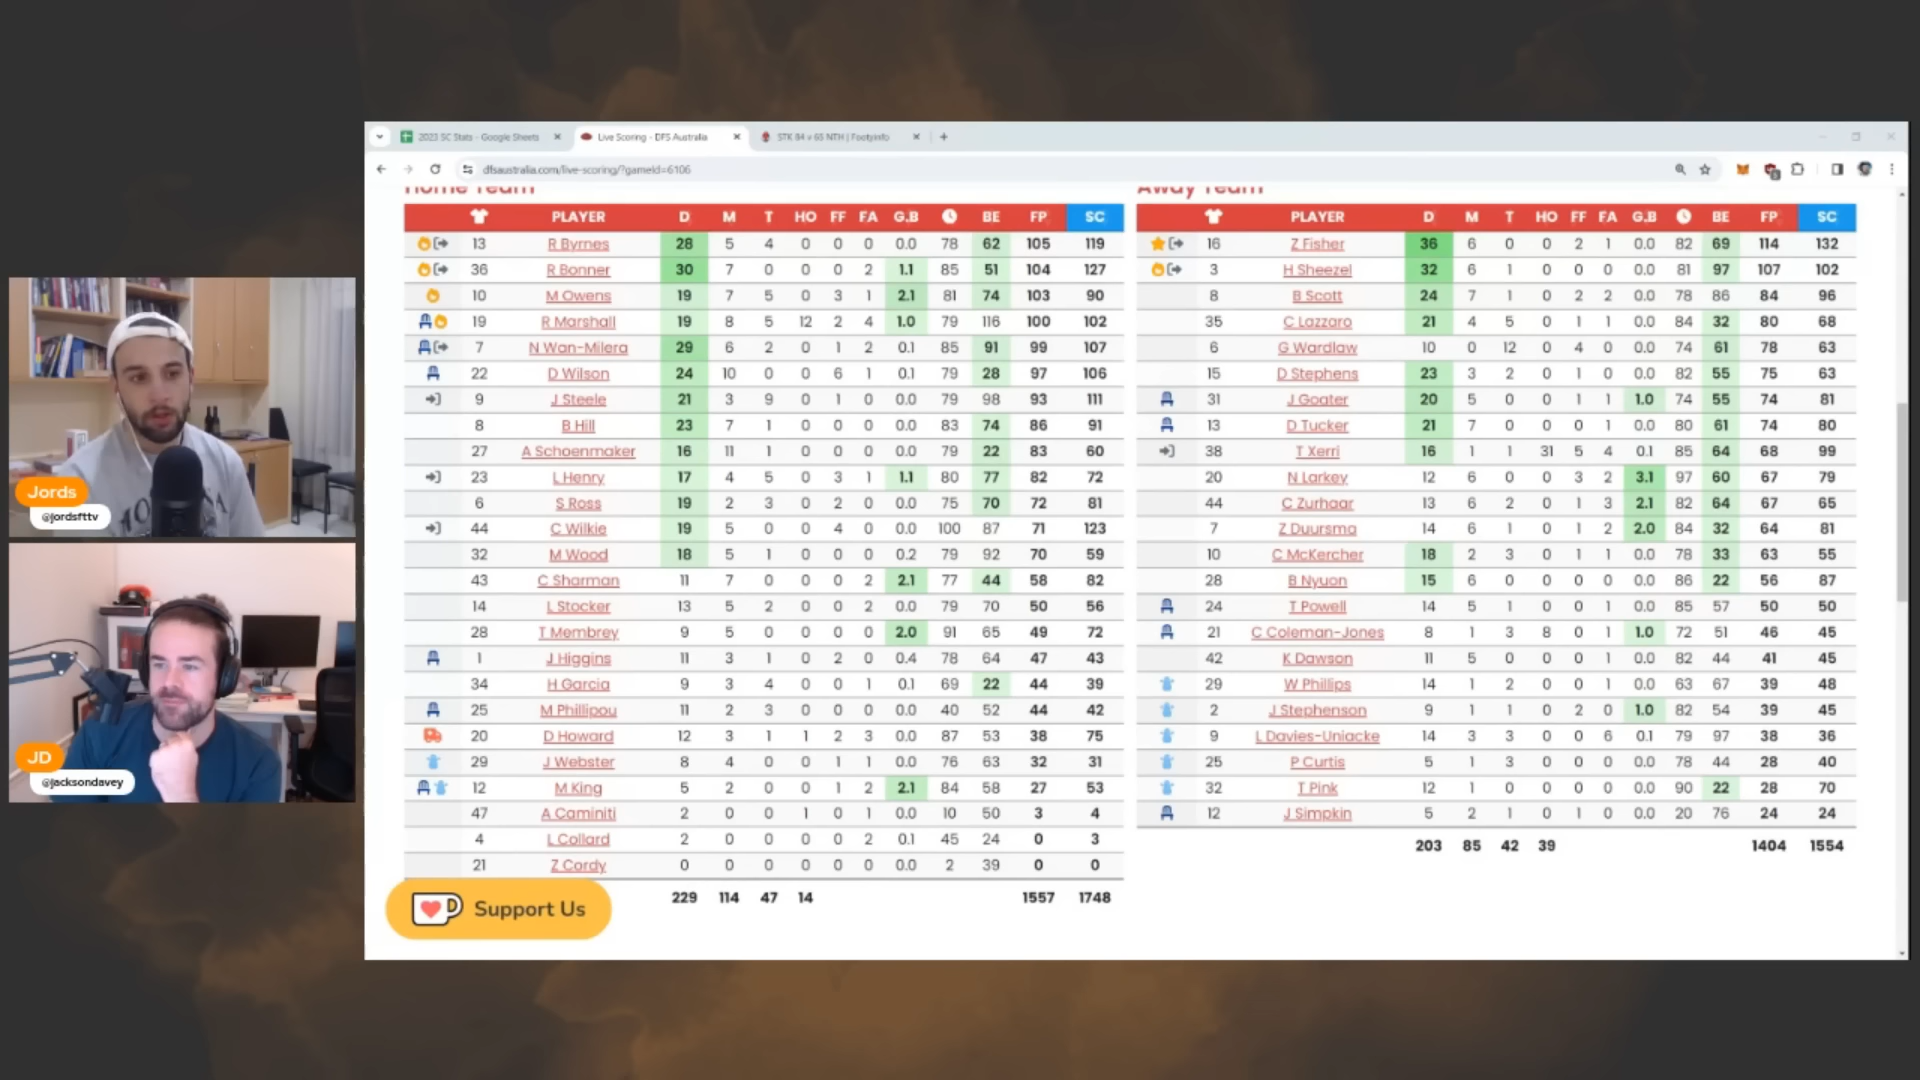 2023 SC Stats - Google Sheets
Live Scoring - DFS Australia
STK 84 v 65 NTH | Footyinfo
dfsaustralia.com/live-scoring/?gameId=6106
Home Team
PLAYER D M T HO FF FA G.B BE FP SC
13 R Byrnes 28 5 4 0 0 0 0.0 78 62 105 119
36 R Bonner 30 7 0 0 0 2 1.1 85 51 104 127
10 M Owens 19 7 5 0 3 1 2.1 81 74 103 90
19 R Marshall 19 8 5 12 2 4 1.0 79 116 100 102
7 N Wan-Milera 29 6 2 0 1 2 0.1 85 91 99 107
22 D Wilson 24 10 0 0 6 1 0.1 79 28 97 106
9 J Steele 21 3 9 0 1 0 0.0 79 98 93 111
8 B Hill 23 7 1 0 0 0 0.0 83 74 86 91
27 A Schoenmaker 16 11 1 0 0 0 0.0 79 22 83 60
23 L Henry 17 4 5 0 3 1 1.1 80 77 82 72
6 S Ross 19 2 3 0 2 0 0.0 75 70 72 81
44 C Wilkie 19 5 0 0 4 0 0.0 100 87 71 123
32 M Wood 18 5 1 0 0 0 0.2 79 92 70 59
43 C Sharman 11 7 0 0 0 2 2.1 77 44 58 82
14 L Stocker 13 5 2 0 0 2 0.0 79 70 50 56
28 T Membrey 9 5 0 0 0 0 2.0 91 65 49 72
1 J Higgins 11 3 1 0 2 0 0.4 78 64 47 43
34 H Garcia 9 3 4 0 0 1 0.1 69 22 44 39
25 M Phillipou 11 2 3 0 0 0 0.0 40 52 44 42
20 D Howard 12 3 1 1 2 3 0.0 87 53 38 75
29 J Webster 8 4 0 0 1 1 0.0 76 63 32 31
12 M King 5 2 0 0 1 2 2.1 84 58 27 53
47 A Caminiti 2 0 0 1 0 1 0.0 10 50 3 4
4 L Collard 2 0 0 0 0 2 0.1 45 24 0 3
21 Z Cordy 0 0 0 0 0 0 0.0 2 39 0 0
229 114 47 14 1557 1748
Away Team
PLAYER D M T HO FF FA G.B BE FP SC
16 Z Fisher 36 6 0 0 2 1 0.0 82 69 114 132
3 H Sheezel 32 6 1 0 0 0 0.0 81 97 107 102
8 B Scott 24 7 1 0 2 2 0.0 78 86 84 96
35 C Lazzaro 21 4 5 0 1 1 0.0 84 32 80 68
6 G Wardlaw 10 0 12 0 4 0 0.0 74 61 78 63
15 D Stephens 23 3 2 0 1 0 0.0 82 55 75 63
31 J Goater 20 5 0 0 1 1 1.0 74 55 74 81
13 D Tucker 21 7 0 0 0 1 0.0 80 61 74 80
38 T Xerri 16 1 1 31 5 4 0.1 85 64 68 99
20 N Larkey 12 6 0 0 3 2 3.1 97 60 67 79
44 C Zurhaar 13 6 2 0 1 3 2.1 82 64 67 65
7 Z Duursma 14 6 1 0 1 2 2.0 84 32 64 81
10 C McKercher 18 2 3 0 1 1 0.0 78 33 63 55
28 B Nyuon 15 6 0 0 0 0 0.0 86 22 56 87
24 T Powell 14 5 1 0 0 1 0.0 85 57 50 50
21 C Coleman-Jones 8 1 3 8 0 1 1.0 72 51 46 45
42 K Dawson 11 5 0 0 0 1 0.0 82 44 41 45
29 W Phillips 14 1 2 0 0 1 0.0 63 67 39 48
2 J Stephenson 9 1 1 0 2 0 1.0 82 54 39 45
9 L Davies-Uniacke 14 3 3 0 0 6 0.1 79 97 38 36
25 P Curtis 5 1 3 0 0 0 0.0 78 44 28 40
32 T Pink 12 1 0 0 0 0 0.0 90 22 28 70
12 J Simpkin 5 2 1 0 1 0 0.0 20 76 24 24
203 85 42 39 1404 1554
Support Us
Jords
@jordsfttv
JD
@jacksondavey